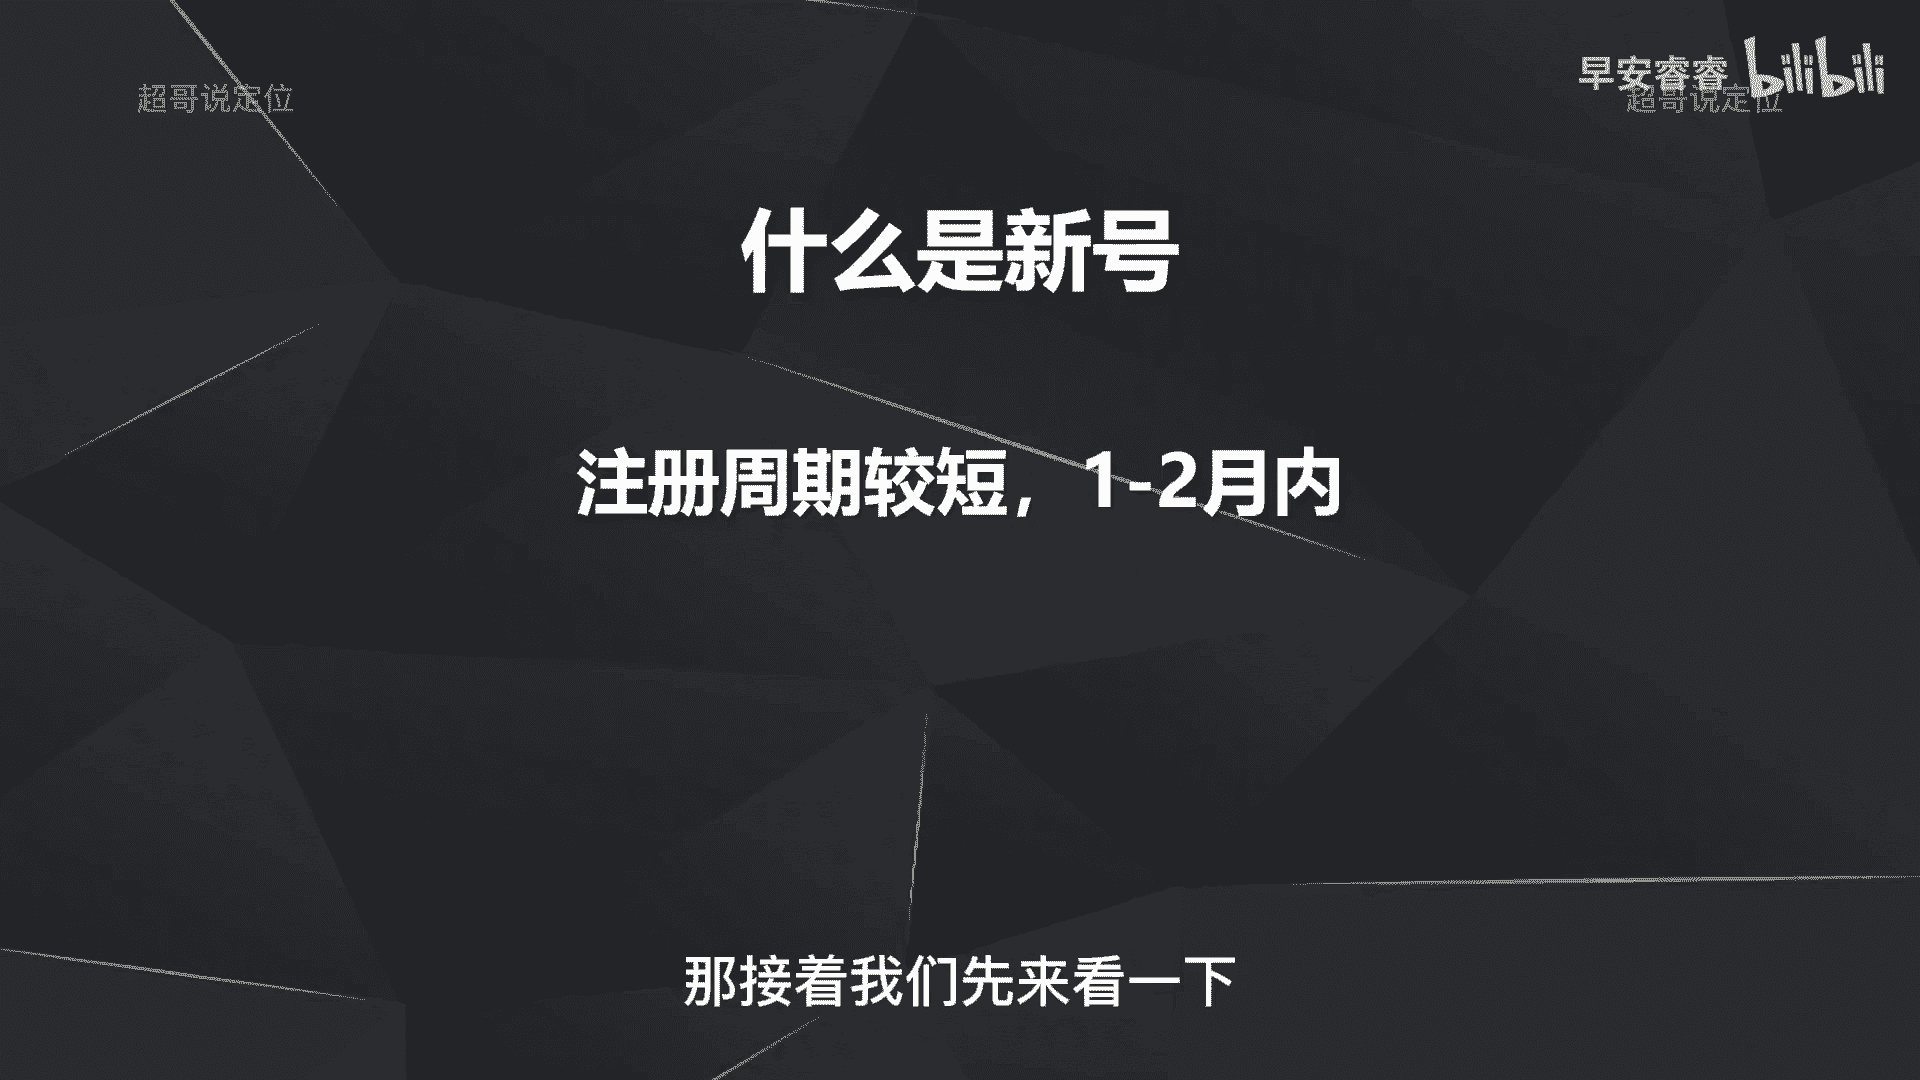 超哥说定位
早安睿睿 bilibili
超哥说定位
什么是新号
注册周期较短，1-2月内
那接着我们先来看一下